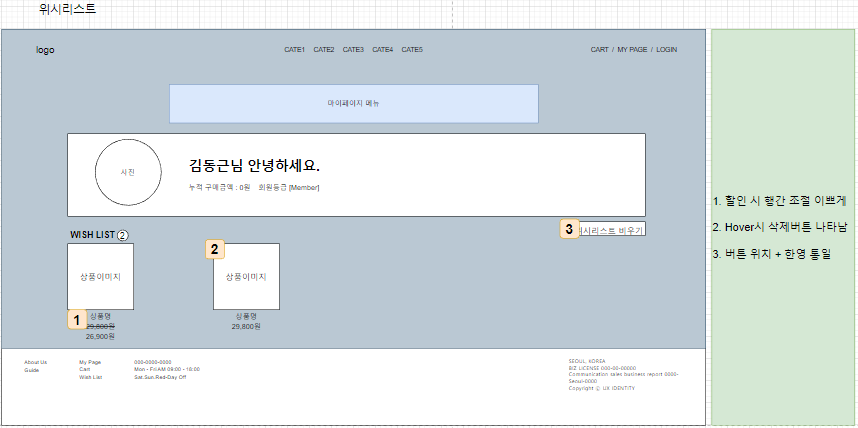 위시리스트
logo
CATE1 CATE2 CATE3 CATE4 CATE5
CART / MY PAGE / LOGIN
마이페이지 메뉴
사진
김동근님 안녕하세요.
누적 구매금액 : 0원 회원등급 [Member]
3
위시리스트 비우기
WISH LIST 2
상품이미지
2
상품이미지
1
상품명
29,800원
26,900원
상품명
29,800원
About Us
Guide
My Page
Cart
Wish List
000-0000-0000
Mon - Fri AM 09:00 - 18:00
Sat.Sun.Red-Day Off
SEOUL, KOREA
BIZ LICENSE 000-00-00000
Communication sales business report 0000-
Seoul-0000
Copyright ⓒ UX IDENTITY
1. 할인 시 행간 조절 이쁘게
2. Hover시 삭제버튼 나타남
3. 버튼 위치 + 한영 통일